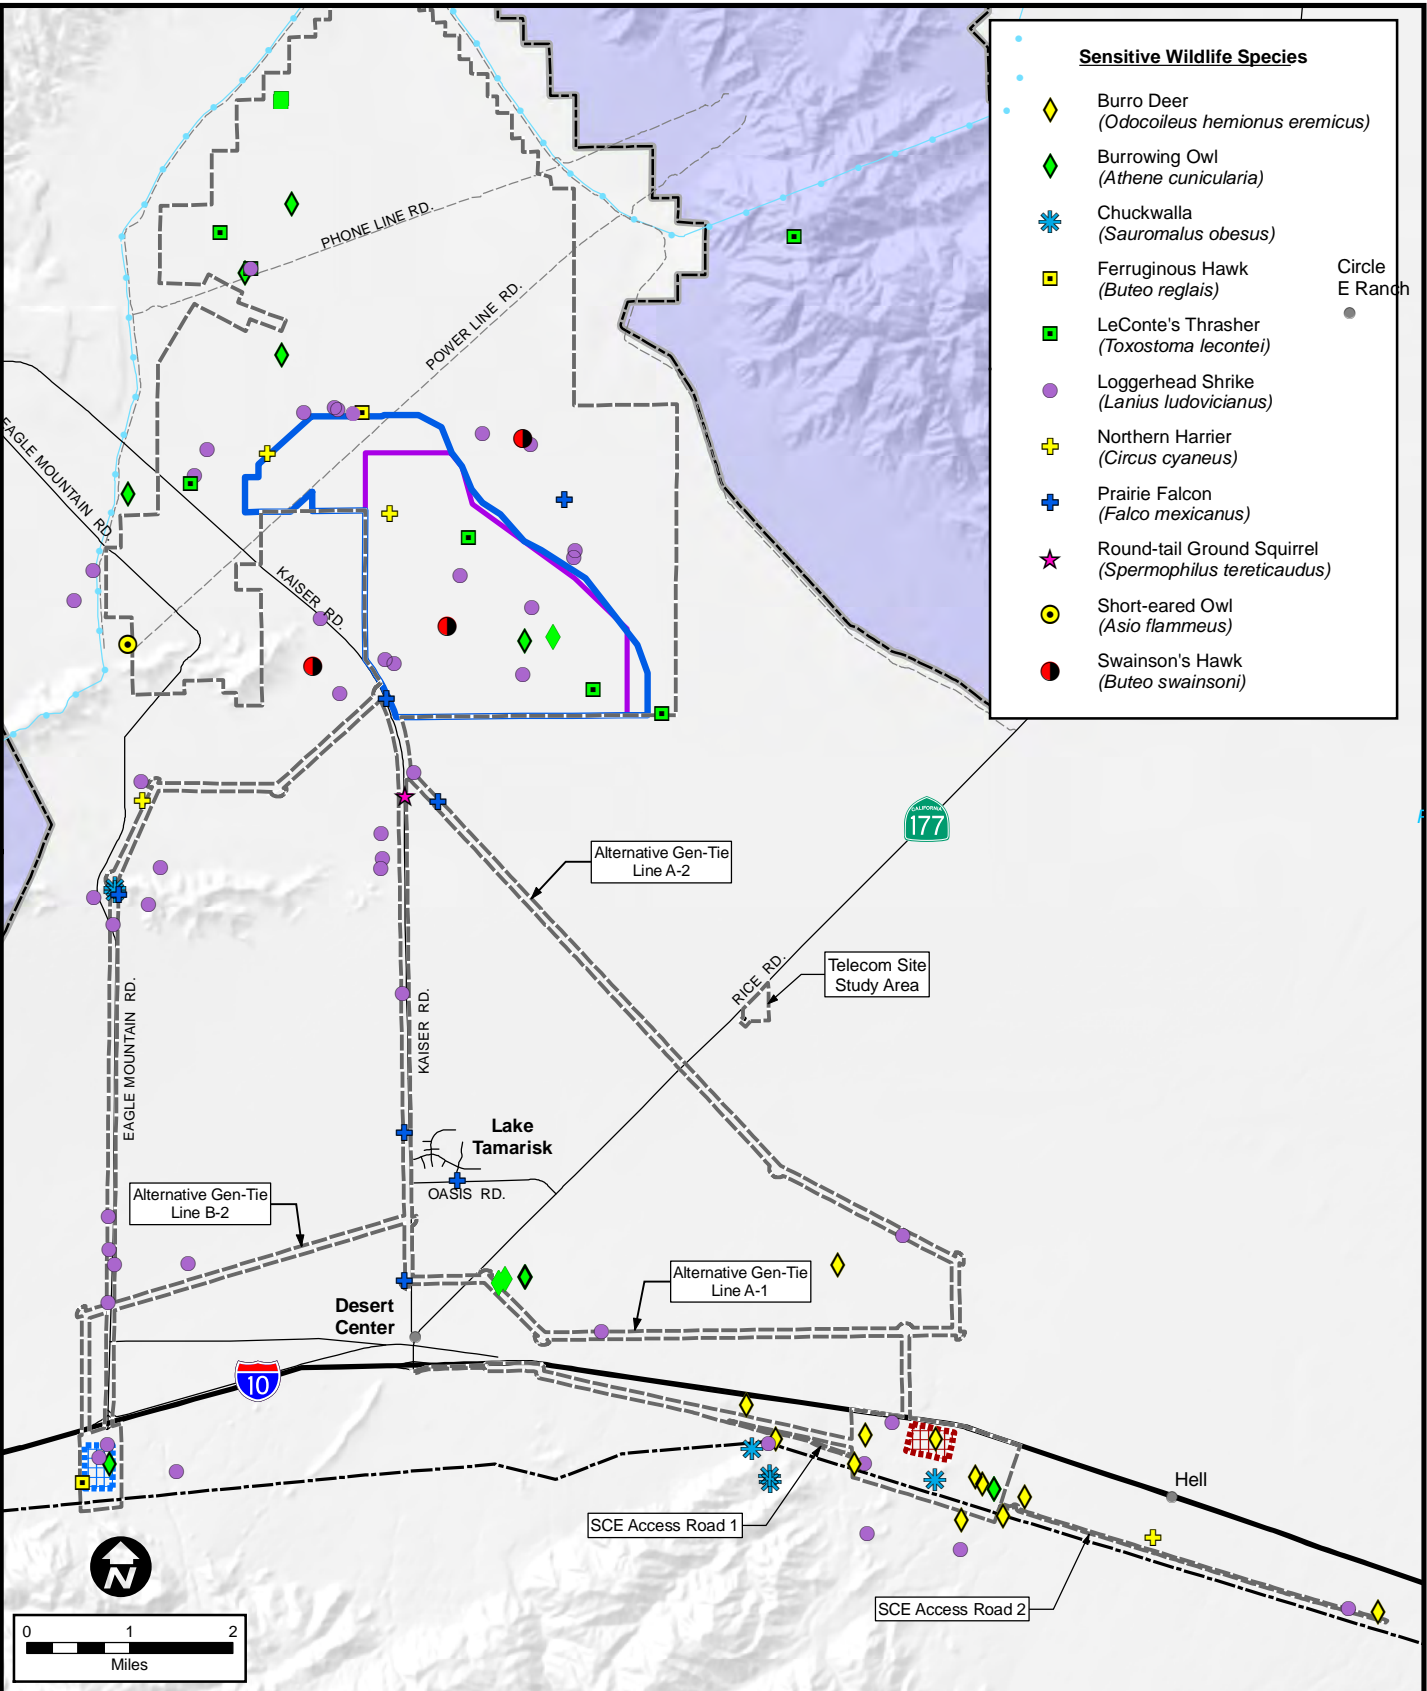 Sensitive Wildlife Species
Burro Deer
(Odocoileus hemionus eremicus)
Burrowing Owl
(Athene cunicularia)
Chuckwalla
(Sauromalus obesus)
Ferruginous Hawk
(Buteo reglais)
LeConte's Thrasher
(Toxostoma lecontei)
Loggerhead Shrike
(Lanius ludovicianus)
Northern Harrier
(Circus cyaneus)
Prairie Falcon
(Falco mexicanus)
Round-tail Ground Squirrel
(Spermophilus tereticaudus)
Short-eared Owl
(Asio flammeus)
Swainson's Hawk
(Buteo swainsoni)
Circle
E Ranch
PHONE LINE RD.
POWER LINE RD.
EAGLE MOUNTAIN RD.
KAISER RD.
CALIFORNIA
177
Alternative Gen-Tie
Line A-2
Telecom Site
Study Area
RICE RD.
EAGLE MOUNTAIN RD.
KAISER RD.
Lake
Tamarisk
OASIS RD.
Alternative Gen-Tie
Line B-2
Alternative Gen-Tie
Line A-1
Desert
Center
10
Hell
SCE Access Road 1
SCE Access Road 2
N
0 1 2
Miles